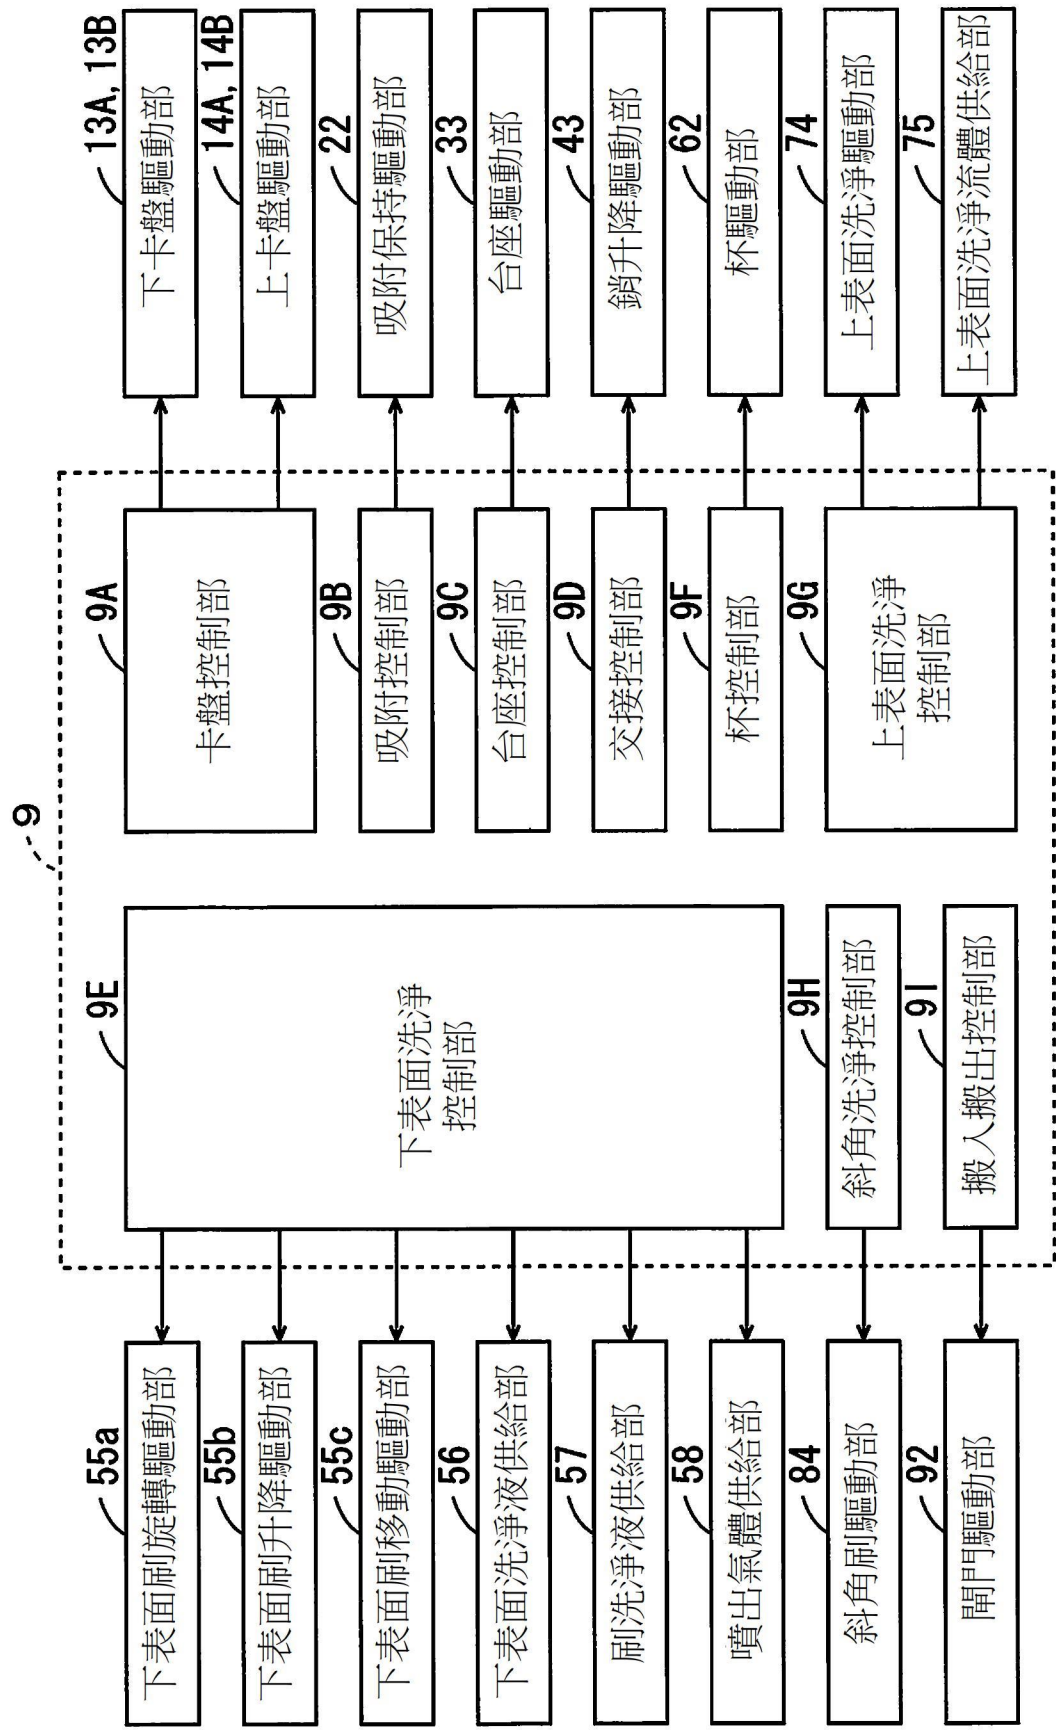 9
55a
下表面刷旋轉驅動部
55b
下表面刷升降驅動部
55c
下表面刷移動驅動部
56
下表面洗淨液供給部
57
刷洗淨液供給部
58
噴出氣體供給部
84
斜角刷驅動部
92
閘門驅動部
9E
下表面洗淨
控制部
9H
斜角洗淨控制部
9I
搬入搬出控制部
9A
卡盤控制部
9B
吸附控制部
9C
台座控制部
9D
交接控制部
9F
杯控制部
9G
上表面洗淨
控制部
13A, 13B
下卡盤驅動部
14A, 14B
上卡盤驅動部
22
吸附保持驅動部
33
台座驅動部
43
銷升降驅動部
62
杯驅動部
74
上表面洗淨驅動部
75
上表面洗淨流體供給部